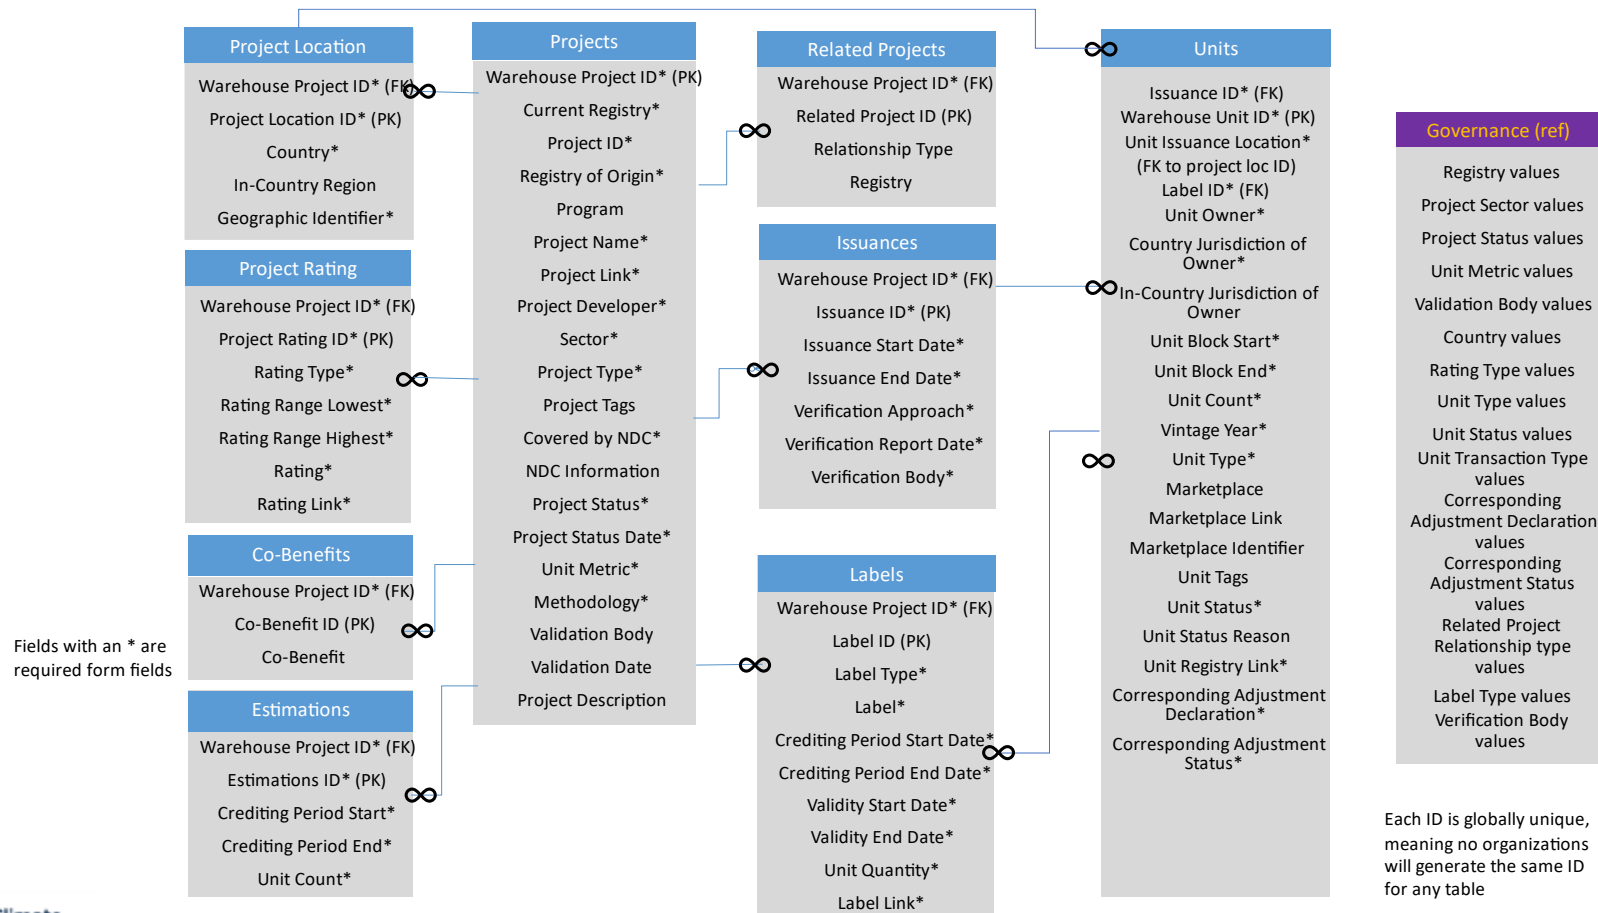 Project Location
Warehouse Project ID* (FK)
Project Location ID* (PK)
Country*
In-Country Region
Geographic Identifier*
Project Rating
Warehouse Project ID* (FK)
Project Rating ID* (PK)
Rating Type*
Rating Range Lowest*
Rating Range Highest*
Rating*
Rating Link*
Co-Benefits
Warehouse Project ID* (FK)
Co-Benefit ID (PK)
Co-Benefit
Fields with an * are
required form fields
Estimations
Warehouse Project ID* (FK)
Estimations ID* (PK)
Crediting Period Start*
Crediting Period End*
Unit Count*
Projects
Warehouse Project ID* (PK)
Current Registry*
Project ID*
Registry of Origin*
Program
Project Name*
Project Link*
Project Developer*
Sector*
Project Type*
Project Tags
Covered by NDC*
NDC Information
Project Status*
Project Status Date*
Unit Metric*
Methodology*
Validation Body
Validation Date
Project Description
Related Projects
Warehouse Project ID* (FK)
Related Project ID (PK)
Relationship Type
Registry
Issuances
Warehouse Project ID* (FK)
Issuance ID* (PK)
Issuance Start Date*
Issuance End Date*
Verification Approach*
Verification Report Date*
Verification Body*
Labels
Warehouse Project ID* (FK)
Label ID (PK)
Label Type*
Label*
Crediting Period Start Date*
Crediting Period End Date*
Validity Start Date*
Validity End Date*
Unit Quantity*
Label Link*
Units
Issuance ID* (FK)
Warehouse Unit ID* (PK)
Unit Issuance Location*
(FK to project loc ID)
Label ID* (FK)
Unit Owner*
Country Jurisdiction of
Owner*
In-Country Jurisdiction of
Owner
Unit Block Start*
Unit Block End*
Unit Count*
Vintage Year*
Unit Type*
Marketplace
Marketplace Link
Marketplace Identifier
Unit Tags
Unit Status*
Unit Status Reason
Unit Registry Link*
Corresponding Adjustment
Declaration*
Corresponding Adjustment
Status*
Governance (ref)
Registry values
Project Sector values
Project Status values
Unit Metric values
Validation Body values
Country values
Rating Type values
Unit Type values
Unit Status values
Unit Transaction Type
values
Corresponding
Adjustment Declaration
values
Corresponding
Adjustment Status
values
Related Project
Relationship type
values
Label Type values
Verification Body
values
Each ID is globally unique,
meaning no organizations
will generate the same ID
for any table